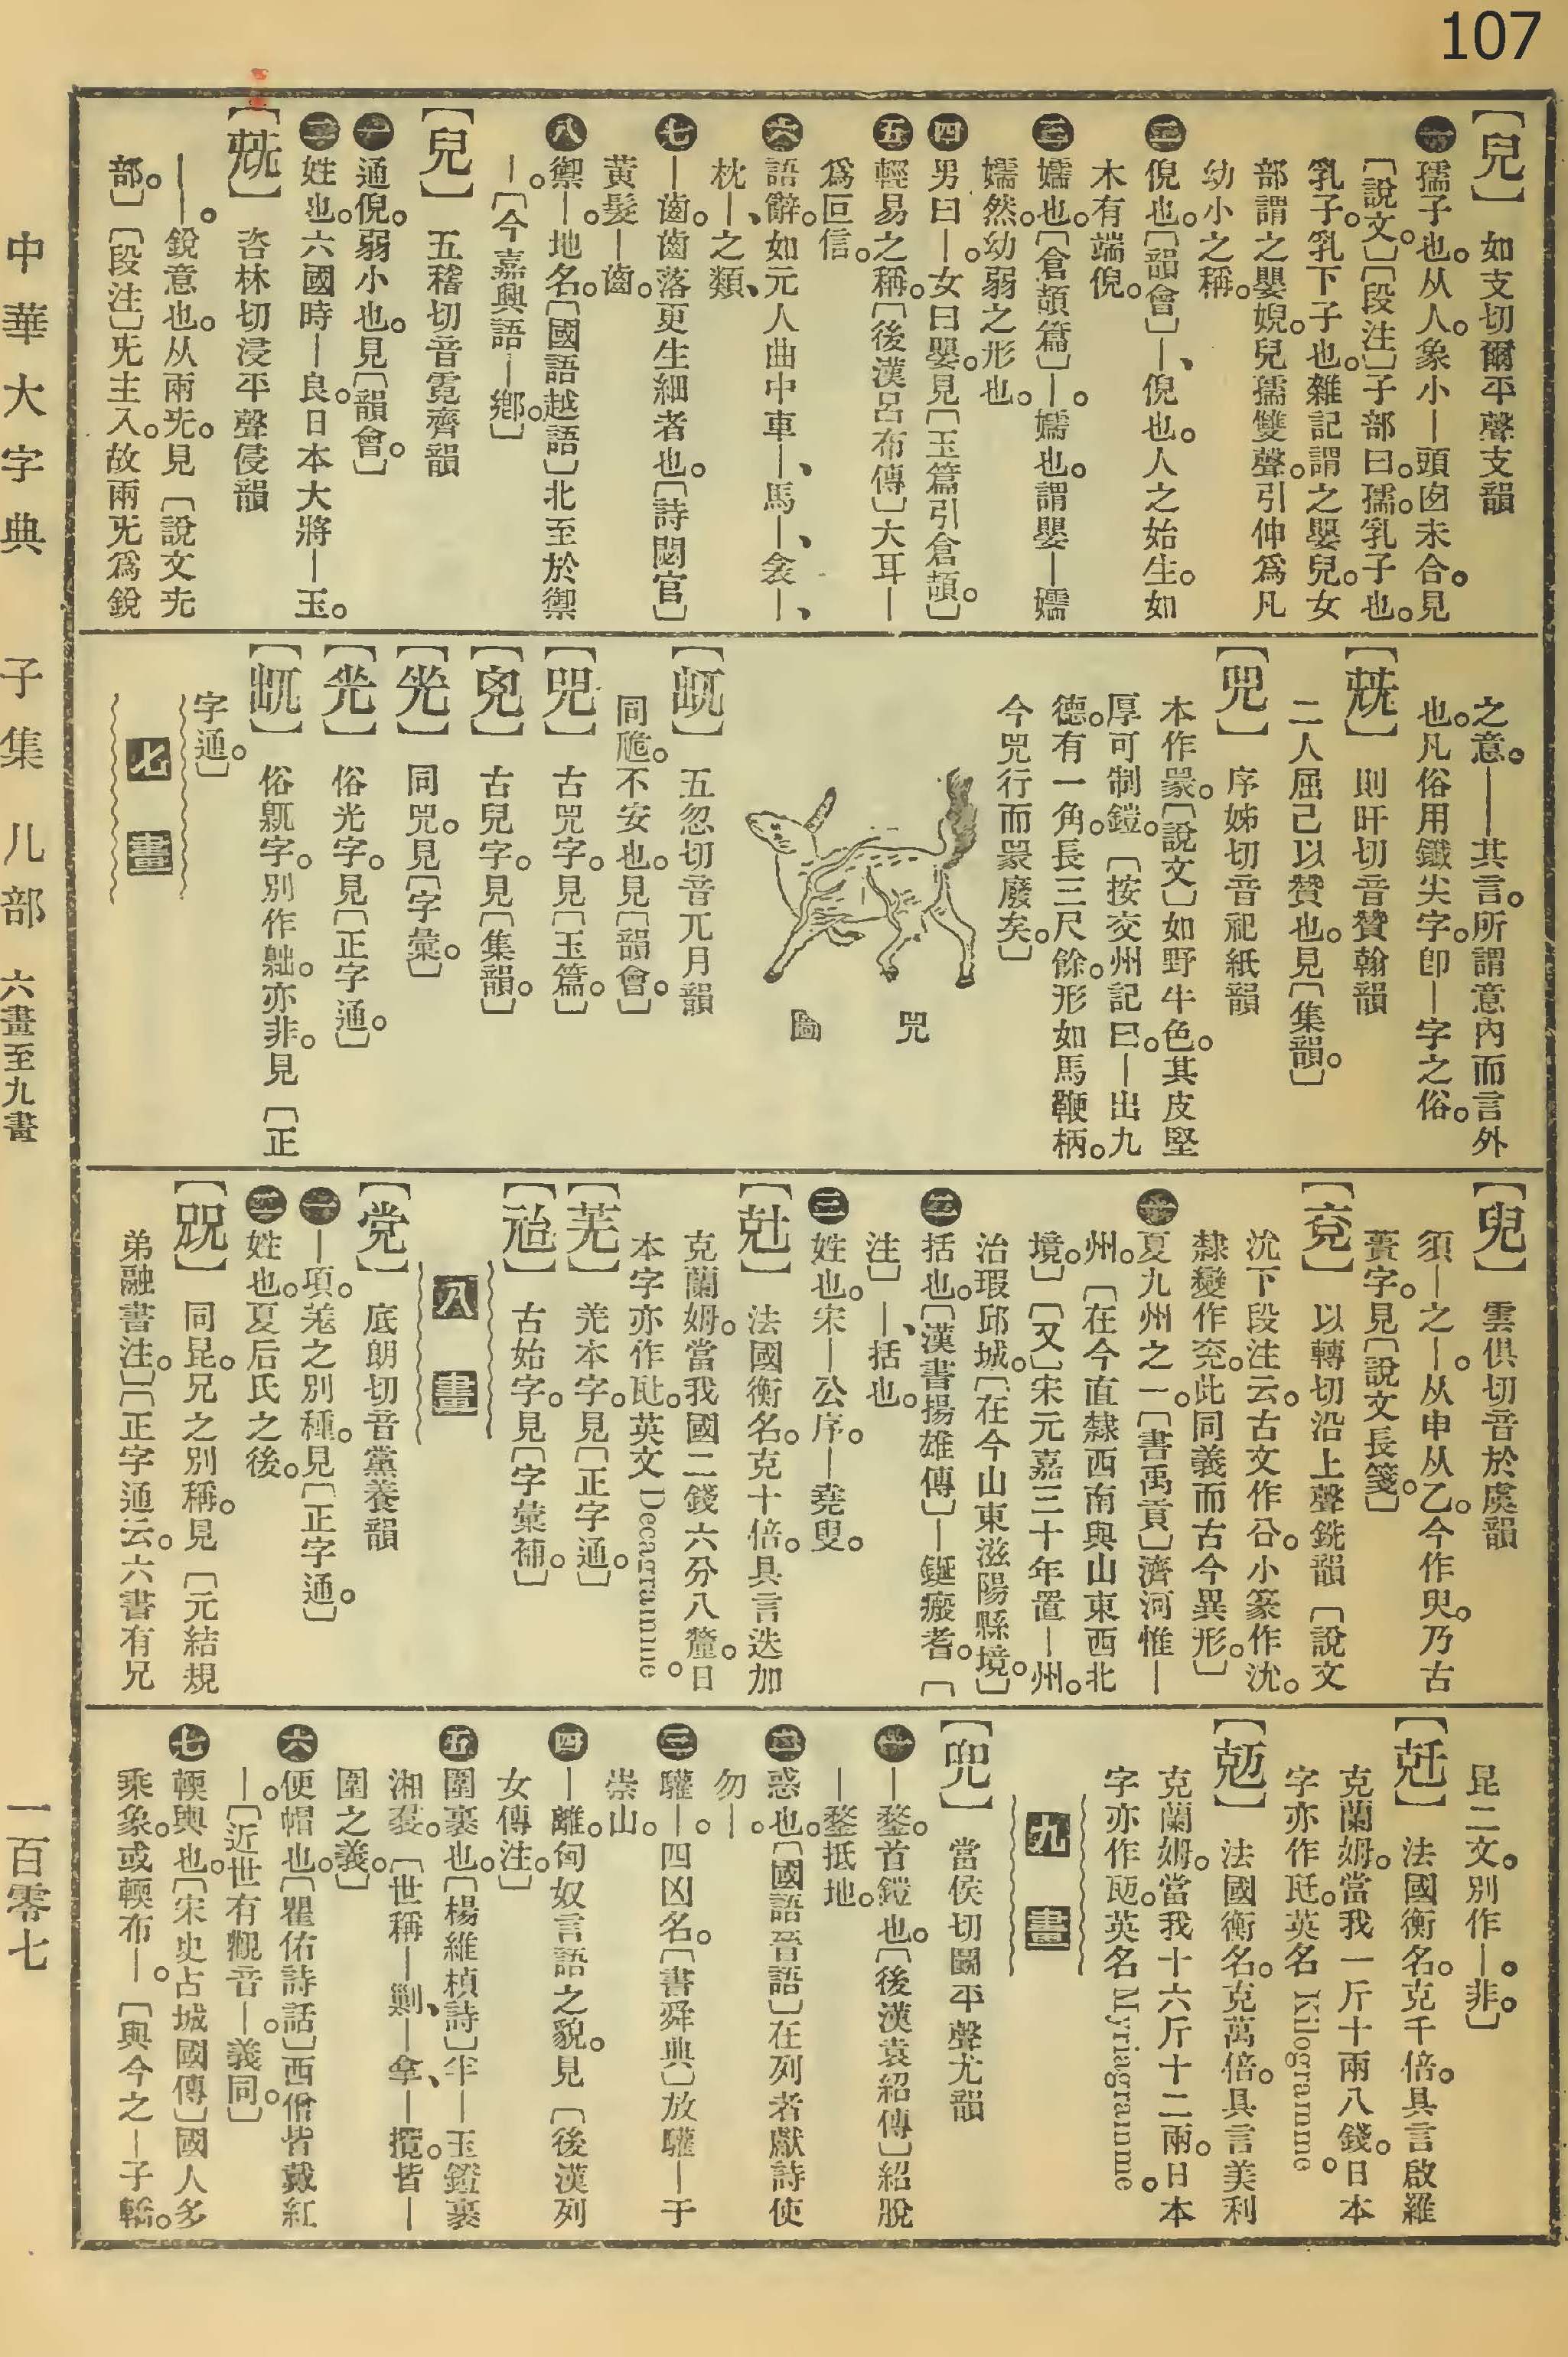 107
【兒】如支切爾平聲支韻
㊀孺子也。从人。象小｜頭囟未合。見
〔說文。〕〔段注〕子部曰。孺。乳子也。
乳子。乳下子也。雜記謂之嬰兒。女
部謂之嬰婗。兒孺雙聲。引伸爲凡
幼小之稱。
㊁倪也。〔韻會〕｜、倪也。人之始生。如
木有端倪。
㊂嬬也。〔倉頡篇〕｜。嬬也。謂嬰｜嬬
嬬然。幼弱之形也。
㊃男曰｜。女曰嬰。見〔玉篇引倉頡。〕
㊄輕易之稱。〔後漢呂布傳〕大耳｜
爲叵信。
㊅語辭。如元人曲中車｜、馬｜、衾｜、
枕｜、之類、
㊆｜齒。齒落更生細者也。〔詩閟宮〕
黃髮｜齒。
㊇禦｜。地名。〔國語越語〕北至於禦
｜。〔今嘉興語｜鄕。〕
【兒】五稽切音霓齊韻
㊀通倪。弱小也。見〔韻會。〕
㊁姓也。六國時｜良。日本大將｜玉。
【兓】咨林切浸平聲侵韻
｜｜。銳意也。从兩兂。見〔說文兂
部。〕〔段注〕兂主入。故兩兂爲銳
之意。｜｜其言。所謂意內而言外
也。凡俗用鐵尖字。卽｜字之俗。
【兓】則旰切音贊翰韻
二人屈己以贊也。見〔集韻。〕
【兕】序姊切音祀紙韻
本作㣇。〔說文〕如野牛色。其皮堅
厚可制鎧。〔按交州記曰。｜出九
德。有一角。長三尺餘。形如馬鞭柄。
今兕行而㣇廢矣。〕
兕 圖
五忽切音兀月韻
同卼。不安也。見〔韻會。〕
【𠒅】古兕字。見〔玉篇。〕
古兒字。見〔集韻。〕
同兕。見〔字彙。〕
俗光字。見〔正字通。〕
字。別作𦐍亦非。見〔正
字通。〕
七 畫
【兒】雲俱切音於虞韻
須｜之｜。从申从乙。今作臾。乃古
蕢字。見〔說文長箋。〕
【兗】以轉切沿上聲銑韻〔說文
沇下段注云。古文作㕣。小篆作沇。
隸變作兗。此同義而古今異形。〕
㊀夏九州之一。〔書禹貢〕濟河惟｜
州。〔在今直隸西南與山東西北
境。〕〔又〕宋元嘉三十年置｜州。
治瑕邱城。〔在今山東滋陽縣境。〕
㊁括也。〔漢書揚雄傳〕｜鋋瘢耆。〔
注〕｜、括也。
㊂姓也。宋｜公序。｜堯叟。
【兙】法國衡名。克十倍。具言迭加
克蘭姆。當我國二錢六分八釐。日
本字亦作瓧。英文 Decagramme。
羌本字。見〔正字通。〕
古始字。見〔字彙補。〕
八 畫
【党】底朗切音黨養韻
㊀｜項。羌之別種。見〔正字通。〕
㊁姓也。夏后氏之後。
同昆。兄之別稱。見〔元結規
弟融書注。〕〔正字通云。六書有兄
昆二文。別作｜。非。〕
【兛】法國衡名。克千倍。具言啟羅
克蘭姆。當我一斤十兩八錢。日本
字亦作瓩。英名 Kilogramme。
【兝】法國衡名。克萬倍。具言美利
克蘭姆。當我十六斤十二兩。日本
字亦作瓸。英名 Myriagramme。
九 畫
【兜】當侯切鬬平聲尤韻
㊀｜鍪。首鎧也。〔後漢袁紹傳〕紹脫
｜鍪抵地。
㊁惑也。〔國語晉語〕在列者獻詩使
勿｜。
㊂驩｜。四凶名。〔書舜典〕放驩｜于
崇山。
㊃｜離。匈奴言語之貌。見〔後漢列
女傳注。〕
㊄圍裹也。〔楊維楨詩〕半｜玉鐙裹
湘裙。〔世稱｜剿、｜拿、｜攬。皆｜
圍之義。〕
㊅便帽也。〔瞿佑詩話〕西僧皆戴紅
｜。〔近世有觀音｜。義同。〕
㊆輭輿也。〔宋史占城國傳〕國人多
乘象。或輭布｜。〔輿今之｜子轎。
中華大字典 子集 儿部 六畫至九畫 一百零七